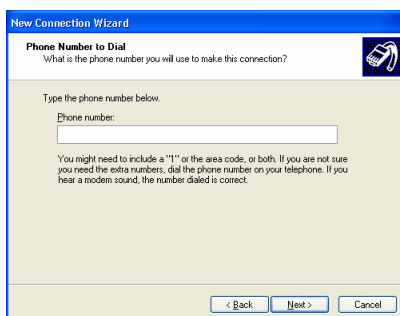 New Connection Wizard
Phone Number to Dial
What is the phone number you will use to make this connection?
Type the phone number below.
Phone number:
You might need to include a "1" or the area code, or both. If you are not sure
you need the extra numbers, dial the phone number on your telephone. If you
hear a modem sound, the number dialed is correct.
< Back
Next >
Cancel